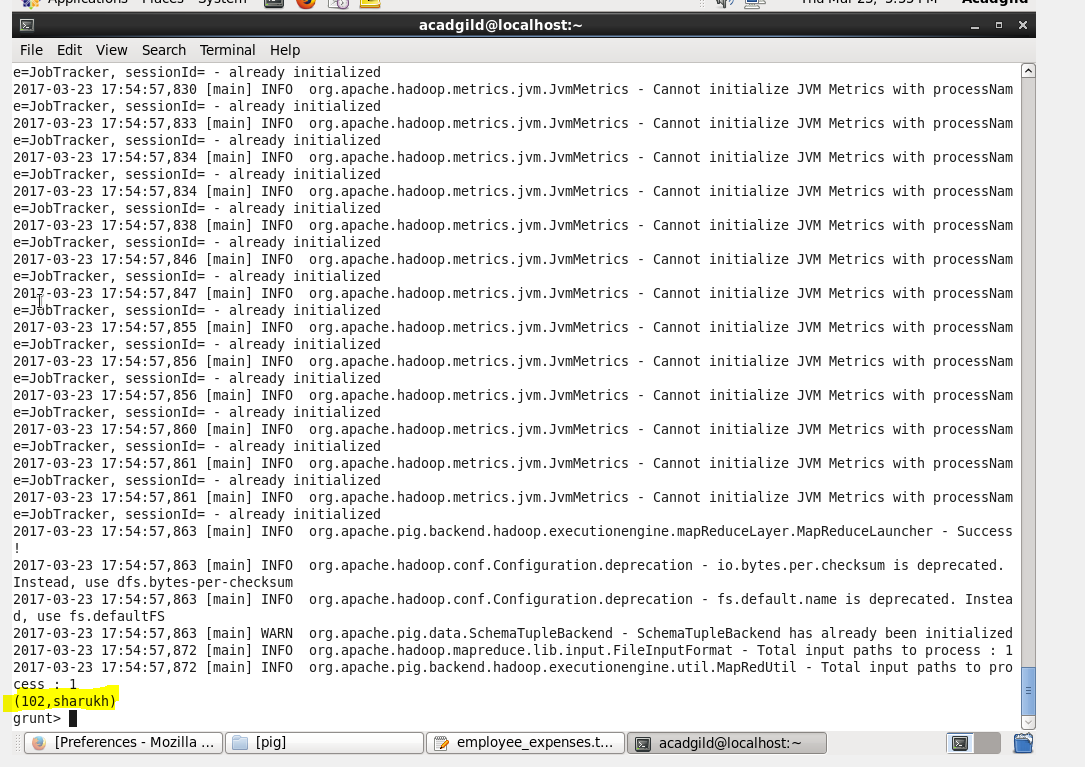 Applications Places System Thu Mar 23, 5:55 PM Acadgild
acadgild@localhost:~
File Edit View Search Terminal Help
e=JobTracker, sessionId= - already initialized
2017-03-23 17:54:57,830 [main] INFO  org.apache.hadoop.metrics.jvm.JvmMetrics - Cannot initialize JVM Metrics with processNam
e=JobTracker, sessionId= - already initialized
2017-03-23 17:54:57,833 [main] INFO  org.apache.hadoop.metrics.jvm.JvmMetrics - Cannot initialize JVM Metrics with processNam
e=JobTracker, sessionId= - already initialized
2017-03-23 17:54:57,834 [main] INFO  org.apache.hadoop.metrics.jvm.JvmMetrics - Cannot initialize JVM Metrics with processNam
e=JobTracker, sessionId= - already initialized
2017-03-23 17:54:57,834 [main] INFO  org.apache.hadoop.metrics.jvm.JvmMetrics - Cannot initialize JVM Metrics with processNam
e=JobTracker, sessionId= - already initialized
2017-03-23 17:54:57,838 [main] INFO  org.apache.hadoop.metrics.jvm.JvmMetrics - Cannot initialize JVM Metrics with processNam
e=JobTracker, sessionId= - already initialized
2017-03-23 17:54:57,846 [main] INFO  org.apache.hadoop.metrics.jvm.JvmMetrics - Cannot initialize JVM Metrics with processNam
e=JobTracker, sessionId= - already initialized
2017-03-23 17:54:57,847 [main] INFO  org.apache.hadoop.metrics.jvm.JvmMetrics - Cannot initialize JVM Metrics with processNam
e=JobTracker, sessionId= - already initialized
2017-03-23 17:54:57,855 [main] INFO  org.apache.hadoop.metrics.jvm.JvmMetrics - Cannot initialize JVM Metrics with processNam
e=JobTracker, sessionId= - already initialized
2017-03-23 17:54:57,856 [main] INFO  org.apache.hadoop.metrics.jvm.JvmMetrics - Cannot initialize JVM Metrics with processNam
e=JobTracker, sessionId= - already initialized
2017-03-23 17:54:57,856 [main] INFO  org.apache.hadoop.metrics.jvm.JvmMetrics - Cannot initialize JVM Metrics with processNam
e=JobTracker, sessionId= - already initialized
2017-03-23 17:54:57,860 [main] INFO  org.apache.hadoop.metrics.jvm.JvmMetrics - Cannot initialize JVM Metrics with processNam
e=JobTracker, sessionId= - already initialized
2017-03-23 17:54:57,861 [main] INFO  org.apache.hadoop.metrics.jvm.JvmMetrics - Cannot initialize JVM Metrics with processNam
e=JobTracker, sessionId= - already initialized
2017-03-23 17:54:57,861 [main] INFO  org.apache.hadoop.metrics.jvm.JvmMetrics - Cannot initialize JVM Metrics with processNam
e=JobTracker, sessionId= - already initialized
2017-03-23 17:54:57,863 [main] INFO  org.apache.pig.backend.hadoop.executionengine.mapReduceLayer.MapReduceLauncher - Success
!
2017-03-23 17:54:57,863 [main] INFO  org.apache.hadoop.conf.Configuration.deprecation - io.bytes.per.checksum is deprecated.
Instead, use dfs.bytes-per-checksum
2017-03-23 17:54:57,863 [main] INFO  org.apache.hadoop.conf.Configuration.deprecation - fs.default.name is deprecated. Instea
d, use fs.defaultFS
2017-03-23 17:54:57,863 [main] WARN  org.apache.pig.data.SchemaTupleBackend - SchemaTupleBackend has already been initialized
2017-03-23 17:54:57,872 [main] INFO  org.apache.hadoop.mapreduce.lib.input.FileInputFormat - Total input paths to process : 1
2017-03-23 17:54:57,872 [main] INFO  org.apache.pig.backend.hadoop.executionengine.util.MapRedUtil - Total input paths to pro
cess : 1
(102,sharukh)
grunt>
[Preferences - Mozilla ... [pig] employee_expenses.t... acadgild@localhost:~